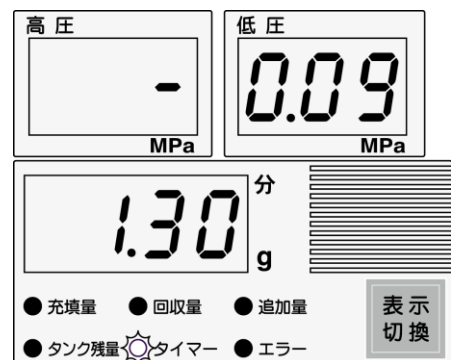 高圧
-
MPa
低圧
0.09
MPa
1.30
分
g
充填量 回収量 追加量
タンク残量 タイマー エラー
表示
切換